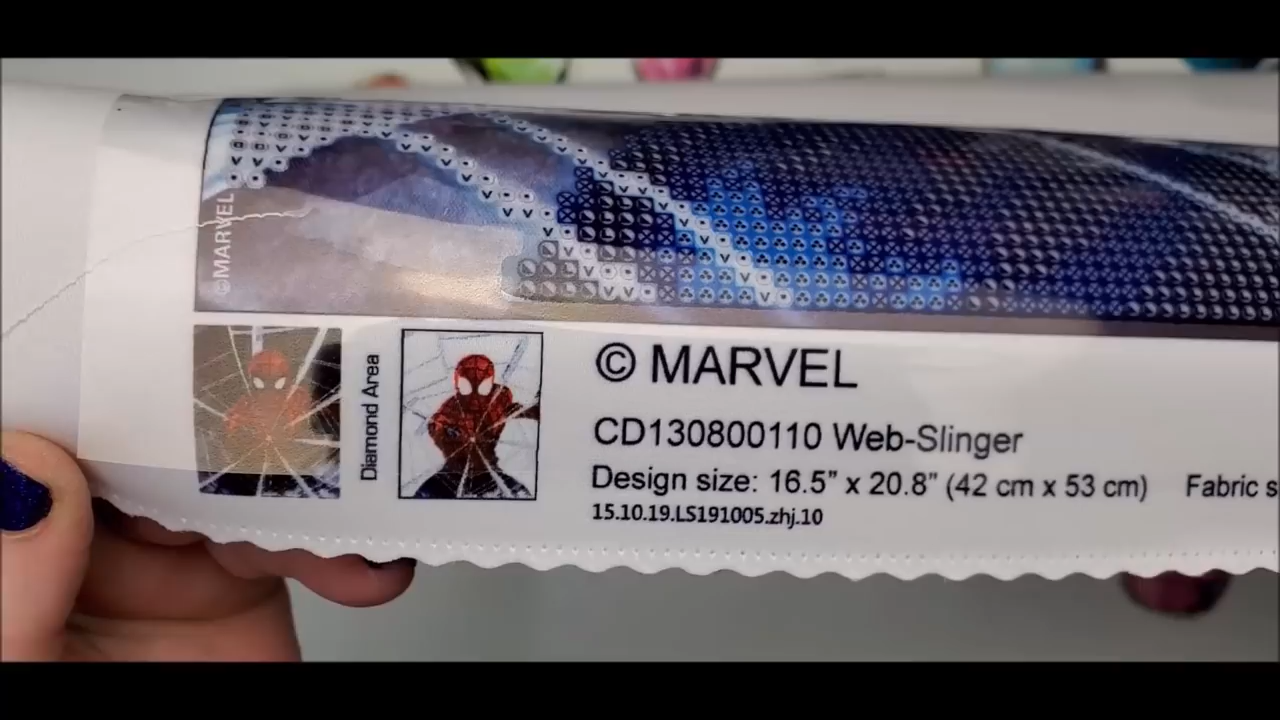 ©MARVEL
Diamond Area
© MARVEL
CD130800110 Web-Slinger
Design size: 16.5” x 20.8” (42 cm x 53 cm) Fabric s
15.10.19.LS191005.zhj.10